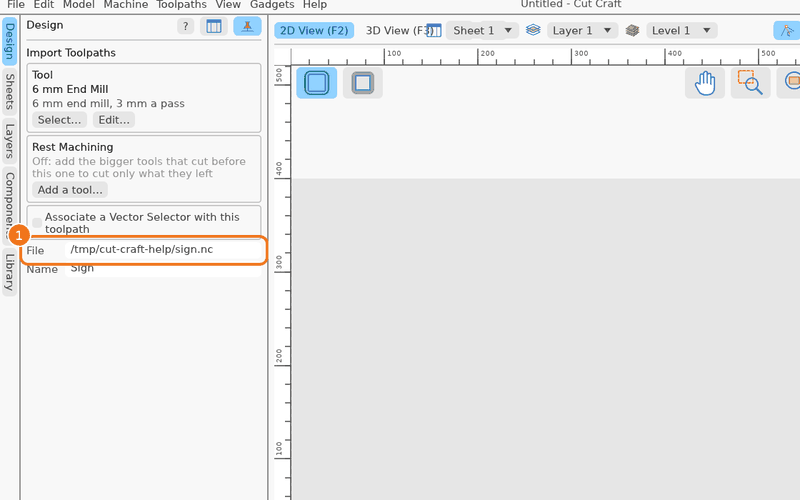 File Edit Model Machine Toolpaths View Gadgets Help
Untitled - Cut Craft
Design
?
2D View (F2)
3D View (F3)
Sheet 1
Layer 1
Level 1
Design
Sheets
Layers
Library
Import Toolpaths
Tool
6 mm End Mill
6 mm end mill, 3 mm a pass
Select...
Edit...
Rest Machining
Off: add the bigger tools that cut before
this one to cut only what they left
Add a tool...
Associate a Vector Selector with this
toolpath
1
File
/tmp/cut-craft-help/sign.nc
Name
Sign
100
200
300
400
500
500
400
300
200
100